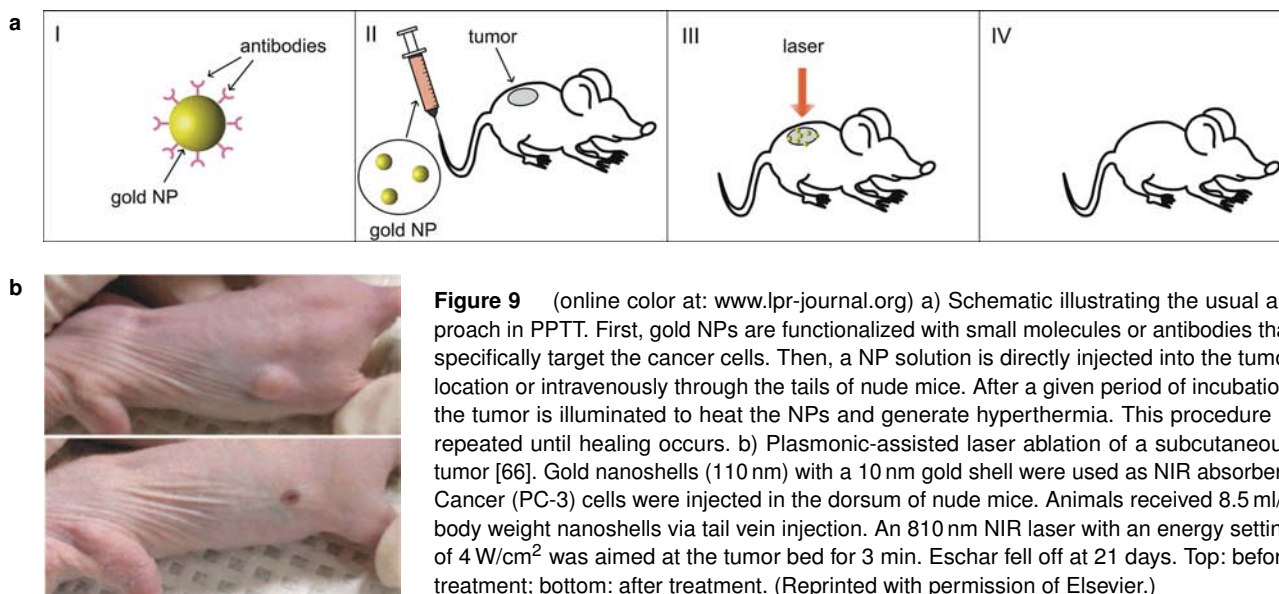 a
I
antibodies
gold NP
II
tumor
gold NP
III
laser
IV
b
Figure 9 (online color at: www.lpr-journal.org) a) Schematic illustrating the usual a
proach in PPTT. First, gold NPs are functionalized with small molecules or antibodies tha
specifically target the cancer cells. Then, a NP solution is directly injected into the tumo
location or intravenously through the tails of nude mice. After a given period of incubatio
the tumor is illuminated to heat the NPs and generate hyperthermia. This procedure
repeated until healing occurs. b) Plasmonic-assisted laser ablation of a subcutaneou
tumor [66]. Gold nanoshells (110 nm) with a 10 nm gold shell were used as NIR absorber
Cancer (PC-3) cells were injected in the dorsum of nude mice. Animals received 8.5 ml/
body weight nanoshells via tail vein injection. An 810 nm NIR laser with an energy settin
of 4 W/cm² was aimed at the tumor bed for 3 min. Eschar fell off at 21 days. Top: befor
treatment; bottom: after treatment. (Reprinted with permission of Elsevier.)